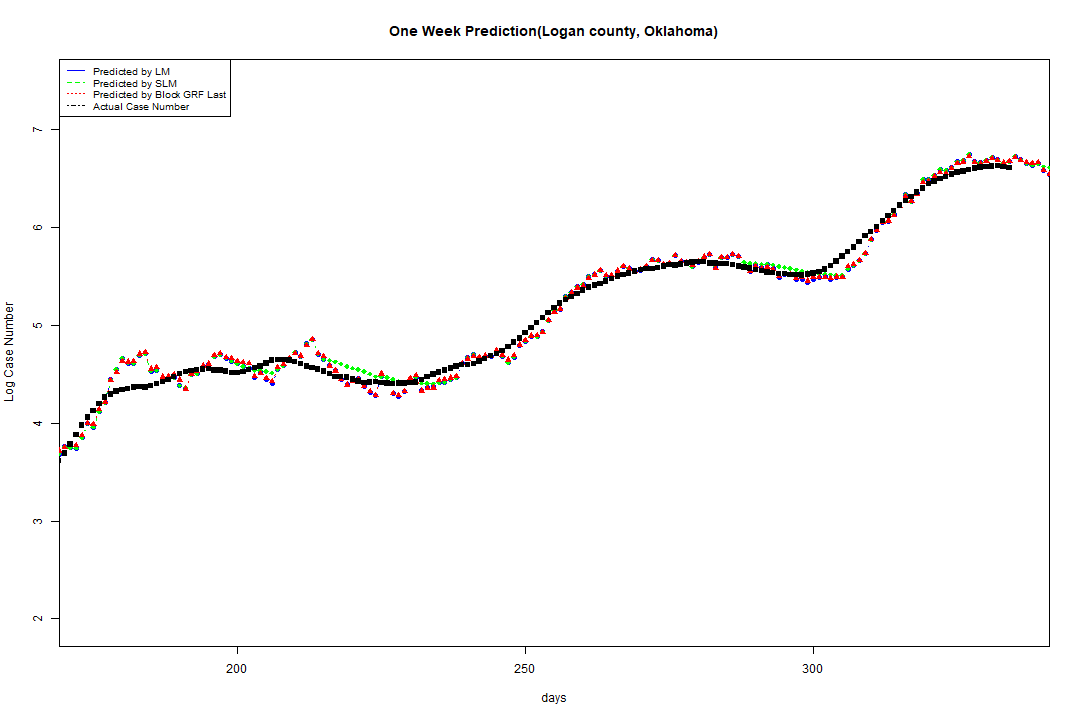 One Week Prediction(Logan county, Oklahoma)
Predicted by LM
Predicted by SLM
Predicted by Block GRF Last
Actual Case Number
Log Case Number
7
6
5
4
3
2
200 250 300
days